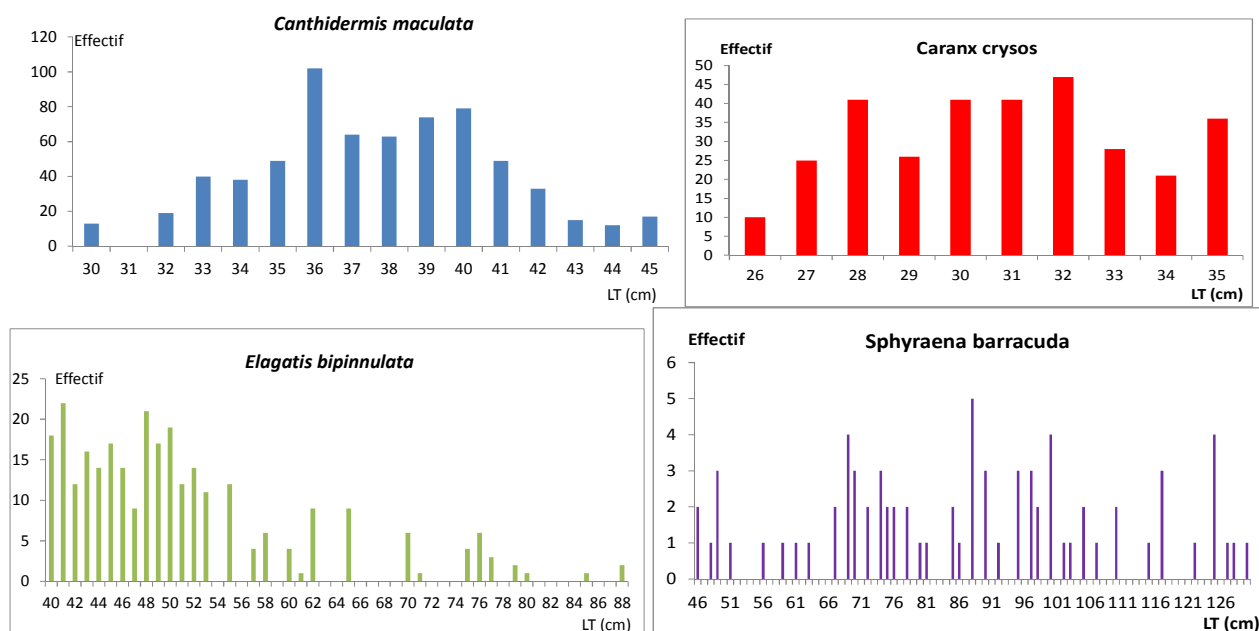 Canthidermis maculata
Effectif
120
100
80
60
40
20
0
30 31 32 33 34 35 36 37 38 39 40 41 42 43 44 45
LT (cm)
Caranx crysos
Effectif
50
45
40
35
30
25
20
15
10
5
0
26 27 28 29 30 31 32 33 34 35
LT (cm)
Elagatis bipinnulata
Effectif
25
20
15
10
5
0
40 42 44 46 48 50 52 54 56 58 60 62 64 66 68 70 72 74 76 78 80 82 84 86 88
LT (cm)
Sphyraena barracuda
Effectif
6
5
4
3
2
1
0
46 51 56 61 66 71 76 81 86 91 96 101 106 111 116 121 126
LT (cm)